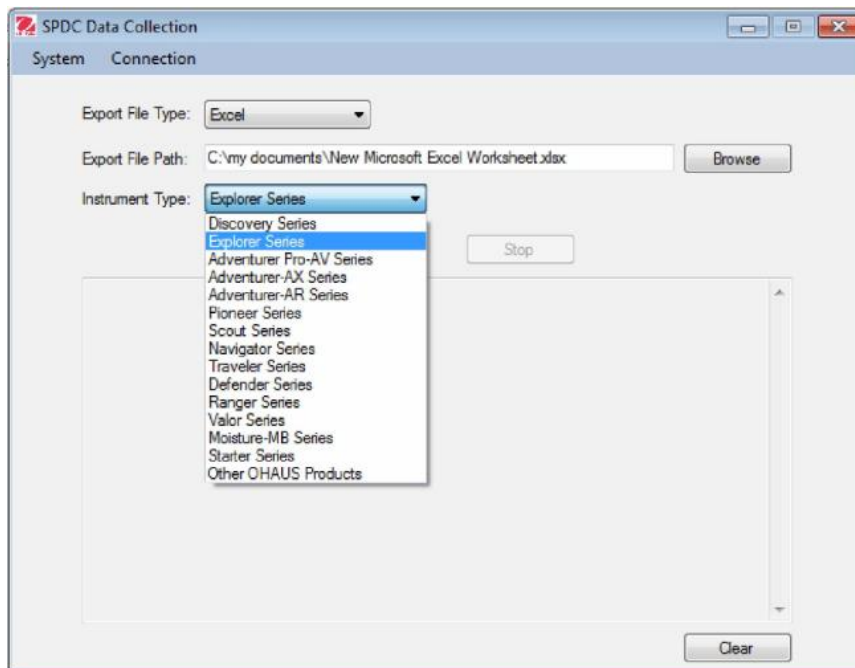 SPDC Data Collection
System Connection
Export File Type: Excel
Export File Path: C:\my documents\New Microsoft Excel Worksheet.xlsx Browse
Instrument Type: Explorer Series
Discovery Series
Explorer Series
Stop
Adventurer Pro-AV Series
Adventurer-AX Series
Adventurer-AR Series
Pioneer Series
Scout Series
Navigator Series
Traveler Series
Defender Series
Ranger Series
Valor Series
Moisture-MB Series
Starter Series
Other OHAUS Products
Clear